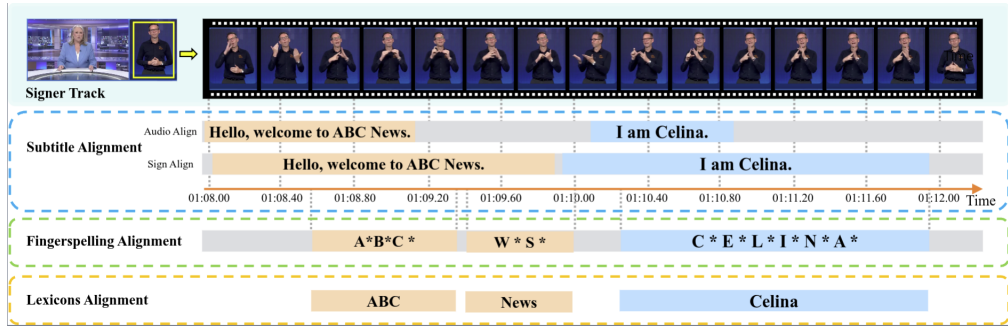 Signer Track
Subtitle Alignment
Audio Align
Hello, welcome to ABC News.
I am Celina.
Sign Align
Hello, welcome to ABC News.
I am Celina.
01:08.00 01:08.40 01:08.80 01:09.20 01:09.60 01:10.00 01:10.40 01:10.80 01:11.20 01:11.60 01:12.00 Time
Fingerspelling Alignment
A*B*C *
W * S *
C * E * L * I * N * A *
Lexicons Alignment
ABC
News
Celina